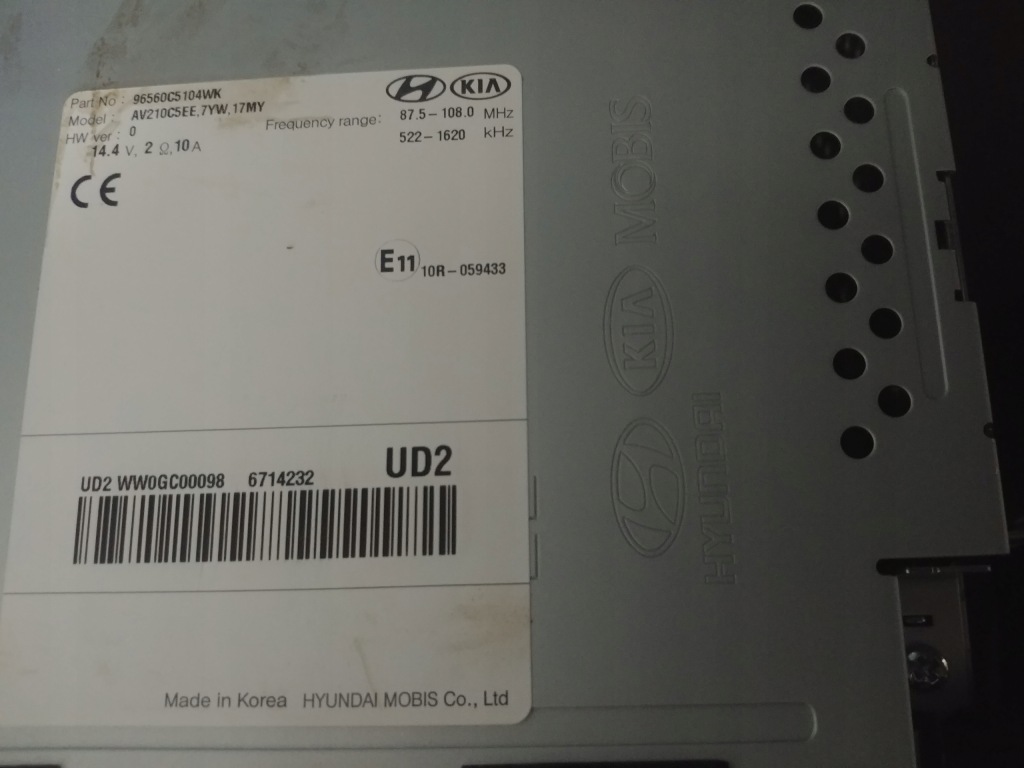 Part No : 96560C5104WK
Model : AV210C5EE,7YW,17MY
HW ver : 0
14.4 V, 2 Ω,10A
KIA
Frequency range: 87.5-108.0 MHz
522-1620 kHz
CE
E11 10R-059433
UD2
UD2 WW0GC00098 6714232
Made in Korea HYUNDAI MOBIS Co., Ltd
MOBIS
KIA
HYUNDAI